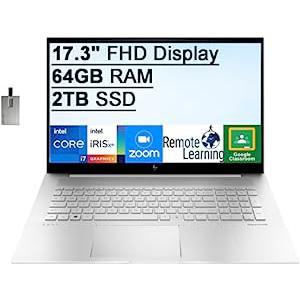 17.3" FHD Display
64GB RAM
2TB SSD
intel
CORE
i7
intel
iRIS xe
GRAPHICS
zoom
Remote
Learning
Google
Classroom
hp